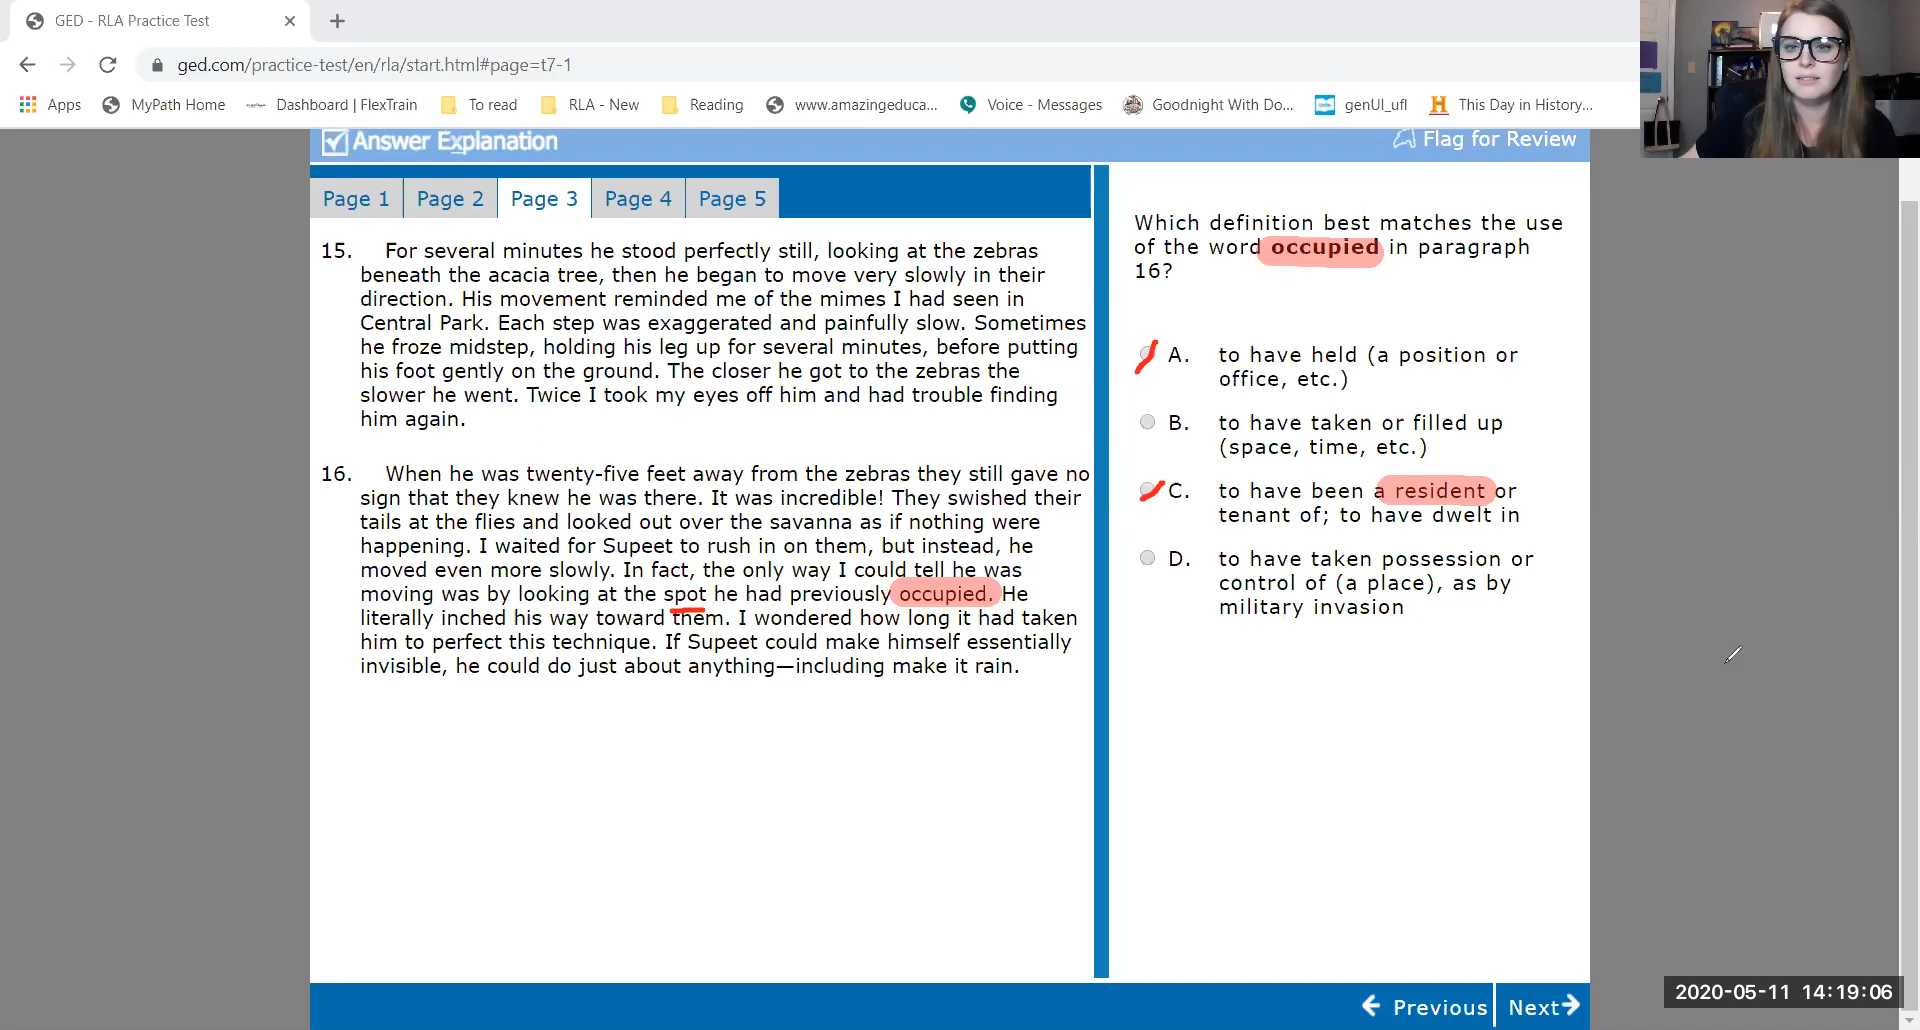 GED - RLA Practice Test
ged.com/practice-test/en/rla/start.html#page=t7-1
Apps MyPath Home Dashboard | FlexTrain To read RLA - New Reading www.amazingeduca... Voice - Messages Goodnight With Do... genUI_ufl This Day in History...
Answer Explanation Flag for Review
Page 1 Page 2 Page 3 Page 4 Page 5
15. For several minutes he stood perfectly still, looking at the zebras
beneath the acacia tree, then he began to move very slowly in their
direction. His movement reminded me of the mimes I had seen in
Central Park. Each step was exaggerated and painfully slow. Sometimes
he froze midstep, holding his leg up for several minutes, before putting
his foot gently on the ground. The closer he got to the zebras the
slower he went. Twice I took my eyes off him and had trouble finding
him again.
16. When he was twenty-five feet away from the zebras they still gave no
sign that they knew he was there. It was incredible! They swished their
tails at the flies and looked out over the savanna as if nothing were
happening. I waited for Supeet to rush in on them, but instead, he
moved even more slowly. In fact, the only way I could tell he was
moving was by looking at the spot he had previously occupied. He
literally inched his way toward them. I wondered how long it had taken
him to perfect this technique. If Supeet could make himself essentially
invisible, he could do just about anything—including make it rain.
Which definition best matches the use
of the word occupied in paragraph
16?
A. to have held (a position or
office, etc.)
B. to have taken or filled up
(space, time, etc.)
C. to have been a resident or
tenant of; to have dwelt in
D. to have taken possession or
control of (a place), as by
military invasion
Previous Next
2020-05-11 14:19:06